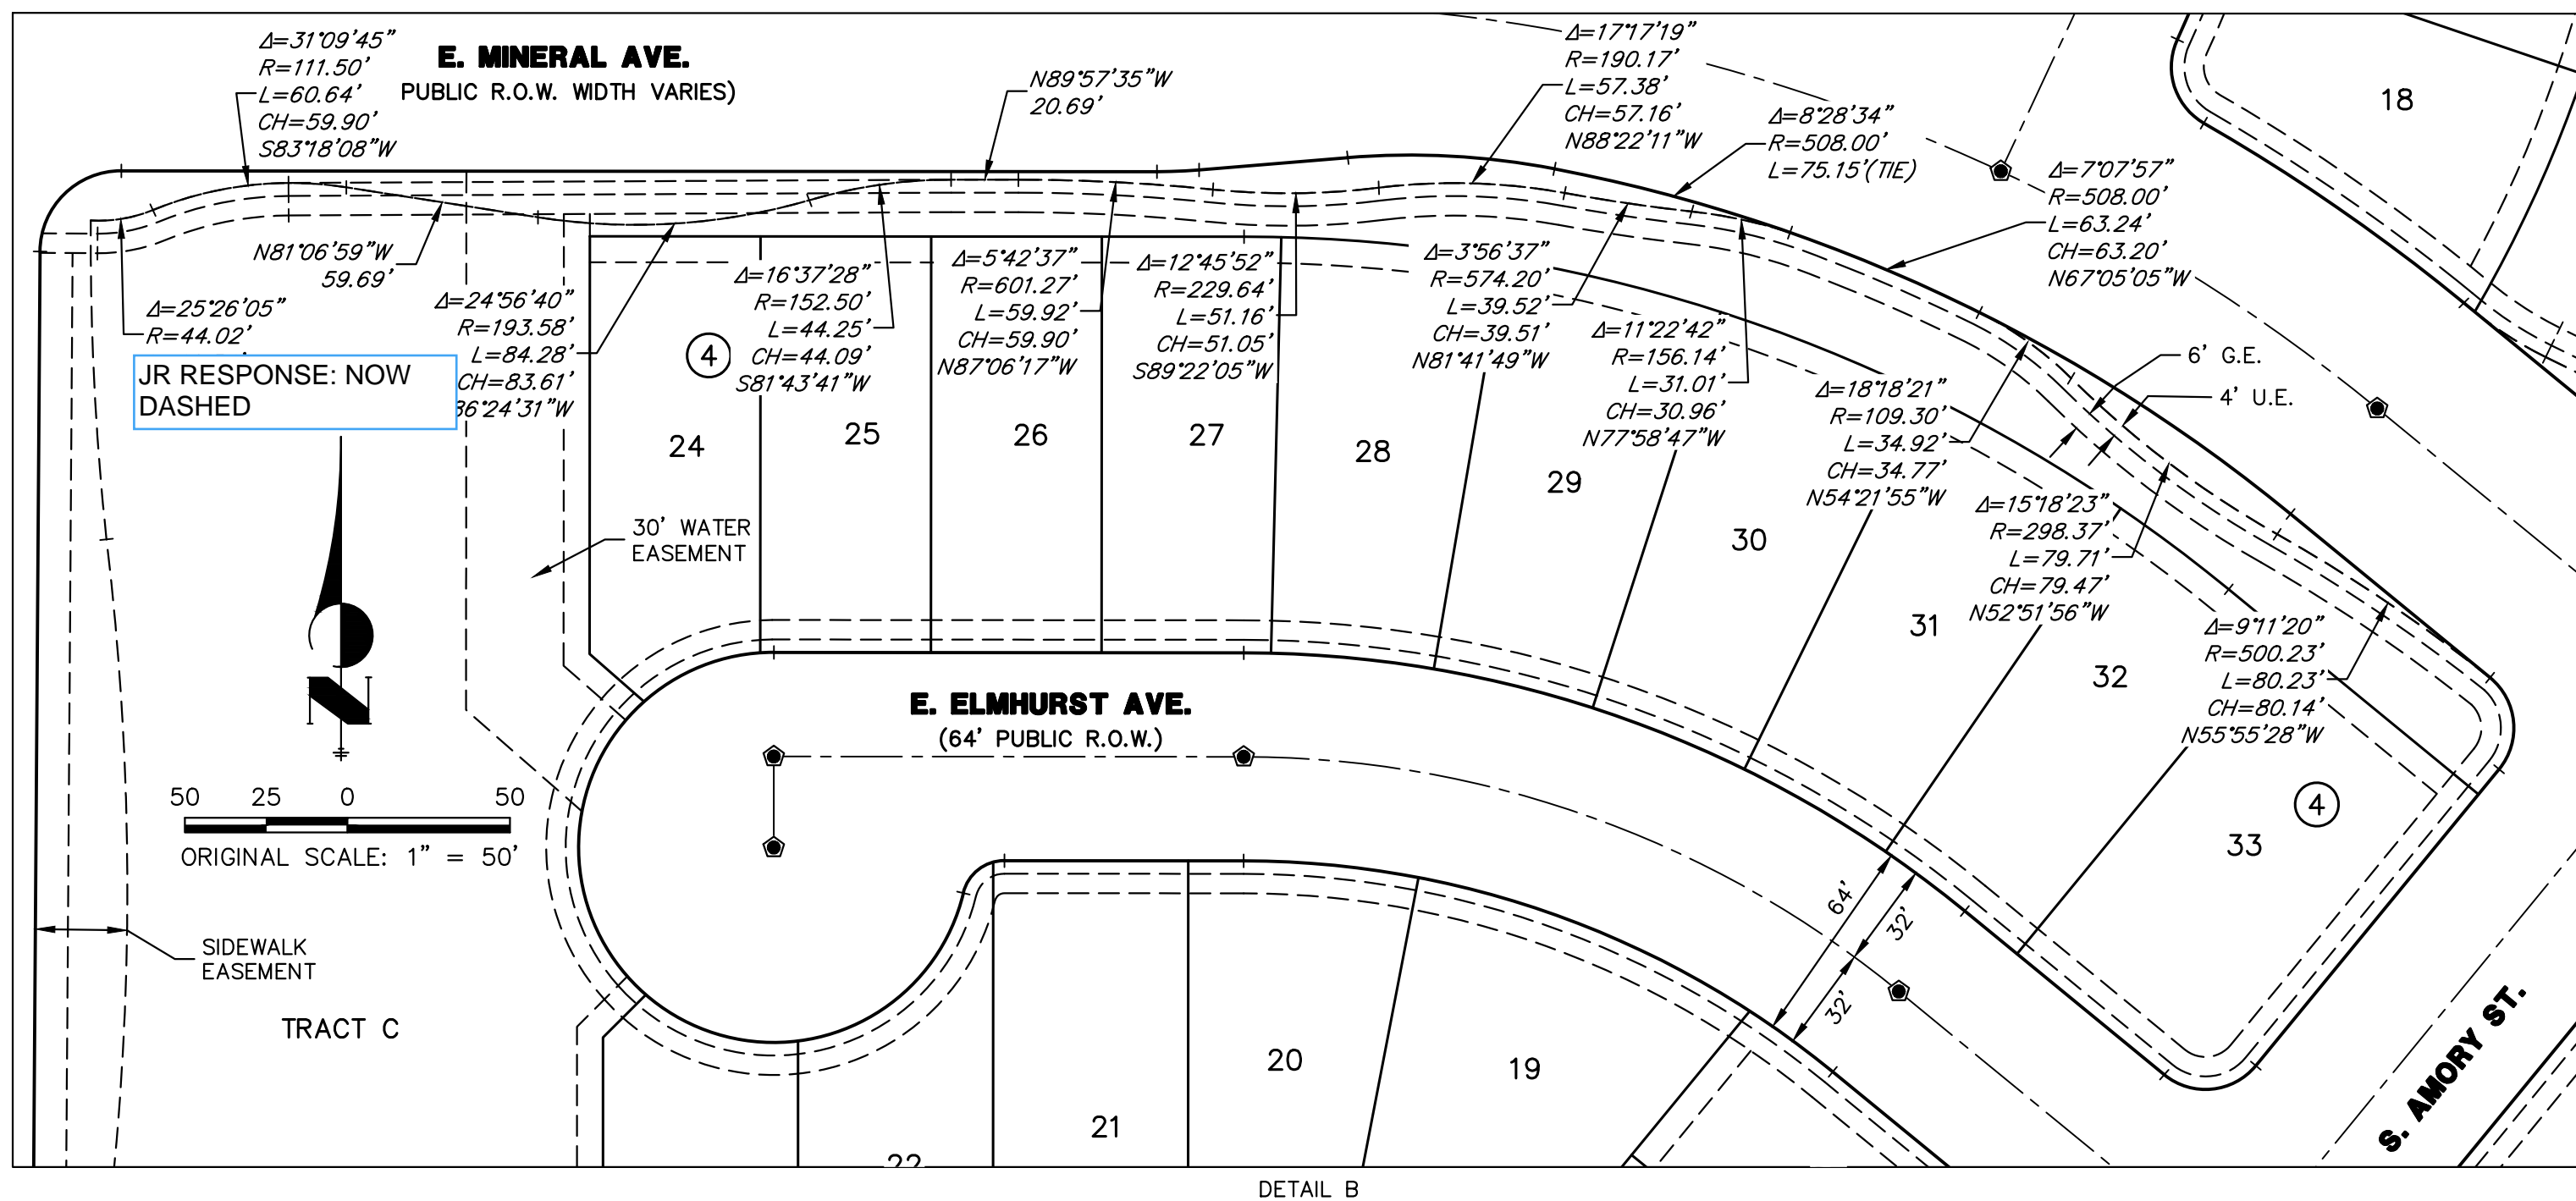 Δ=31°09'45"
R=111.50'
L=60.64'
CH=59.90'
S83°18'08"W
E. MINERAL AVE.
PUBLIC R.O.W. WIDTH VARIES)
N89°57'35"W
20.69'
Δ=17°17'19"
R=190.17'
L=57.38'
CH=57.16'
N88°22'11"W
Δ=8°28'34"
R=508.00'
L=75.15'(TIE)
Δ=7°07'57"
R=508.00'
L=63.24'
CH=63.20'
N67°05'05"W
18
N81°06'59"W
59.69'
Δ=25°26'05"
R=44.02'
JR RESPONSE: NOW
DASHED
Δ=24°56'40"
R=193.58'
L=84.28'
CH=83.61'
86°24'31"W
4
Δ=16°37'28"
R=152.50'
L=44.25'
CH=44.09'
S81°43'41"W
Δ=5°42'37"
R=601.27'
L=59.92'
CH=59.90'
N87°06'17"W
Δ=12°45'52"
R=229.64'
L=51.16'
CH=51.05'
S89°22'05"W
Δ=3°56'37"
R=574.20'
L=39.52'
CH=39.51'
N81°41'49"W
Δ=11°22'42"
R=156.14'
L=31.01'
CH=30.96'
N77°58'47"W
Δ=18°18'21"
R=109.30'
L=34.92'
CH=34.77'
N54°21'55"W
6' G.E.
4' U.E.
Δ=15°18'23"
R=298.37'
L=79.71'
CH=79.47'
N52°51'56"W
Δ=9°11'20"
R=500.23'
L=80.23'
CH=80.14'
N55°55'28"W
24
25
26
27
28
29
30
31
32
33
4
30' WATER
EASEMENT
N
50 25 0 50
ORIGINAL SCALE: 1" = 50'
E. ELMHURST AVE.
(64' PUBLIC R.O.W.)
64'
32'
32'
SIDEWALK
EASEMENT
TRACT C
22
21
20
19
S. AMORY ST.
DETAIL B